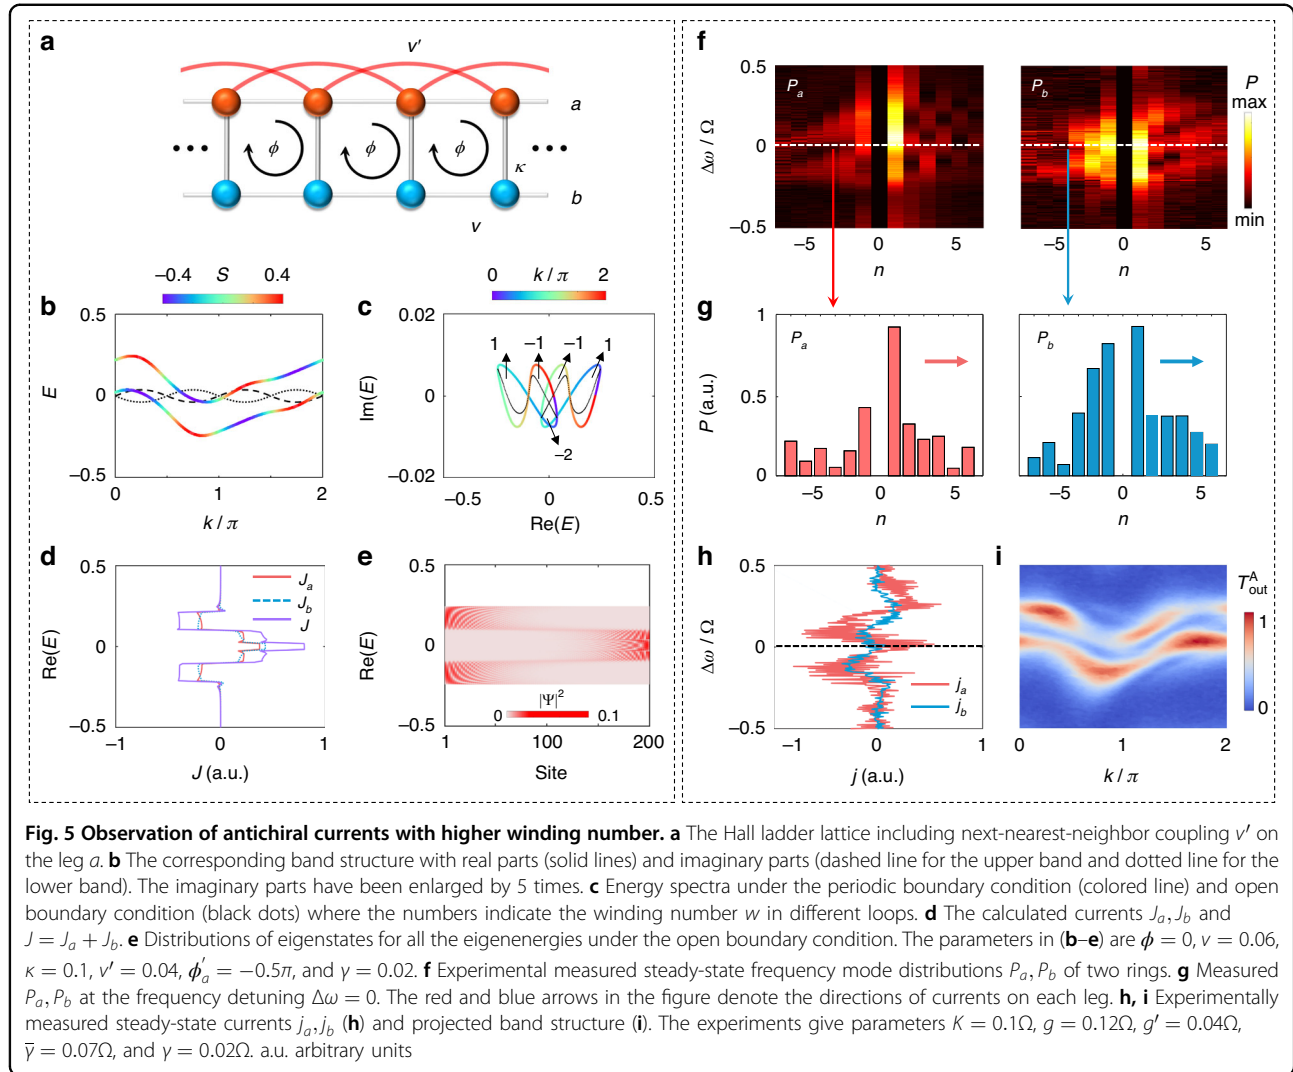 a
v′
a
ϕ
ϕ
ϕ
κ
b
v
−0.4 S 0.4
b
0.5
E
0
−0.5
0 1 2
k / π
0 k / π 2
c
0.02
Im(E)
0
−0.02
1 −1 −1 1
−2
−0.5 0 0.5
Re(E)
d
0.5
Re(E)
0
−0.5
J_a
J_b
J
−1 0 1
J (a.u.)
e
0.5
Re(E)
0
−0.5
|Ψ|²
0 0.1
1 100 200
Site
f
0.5
Δω / Ω
0
−0.5
P_a
−5 0 5
n
P_b
−5 0 5
n
P
max
min
g
1
P (a.u.)
0.5
0
P_a
−5 0 5
n
P_b
−5 0 5
n
h
0.5
Δω / Ω
0
−0.5
j_a
j_b
−1 0 1
j (a.u.)
i
0 1 2
k / π
T_out^A
1
0
Fig. 5 Observation of antichiral currents with higher winding number. a The Hall ladder lattice including next-nearest-neighbor coupling v′ on
the leg a. b The corresponding band structure with real parts (solid lines) and imaginary parts (dashed line for the upper band and dotted line for the
lower band). The imaginary parts have been enlarged by 5 times. c Energy spectra under the periodic boundary condition (colored line) and open
boundary condition (black dots) where the numbers indicate the winding number w in different loops. d The calculated currents J_a, J_b and
J = J_a + J_b. e Distributions of eigenstates for all the eigenenergies under the open boundary condition. The parameters in (b–e) are ϕ = 0, v = 0.06,
κ = 0.1, v′ = 0.04, ϕ′_a = −0.5π, and γ = 0.02. f Experimental measured steady-state frequency mode distributions P_a, P_b of two rings. g Measured
P_a, P_b at the frequency detuning Δω = 0. The red and blue arrows in the figure denote the directions of currents on each leg. h, i Experimentally
measured steady-state currents j_a, j_b (h) and projected band structure (i). The experiments give parameters K = 0.1Ω, g = 0.12Ω, g′ = 0.04Ω,
γ̅ = 0.07Ω, and γ = 0.02Ω. a.u. arbitrary units